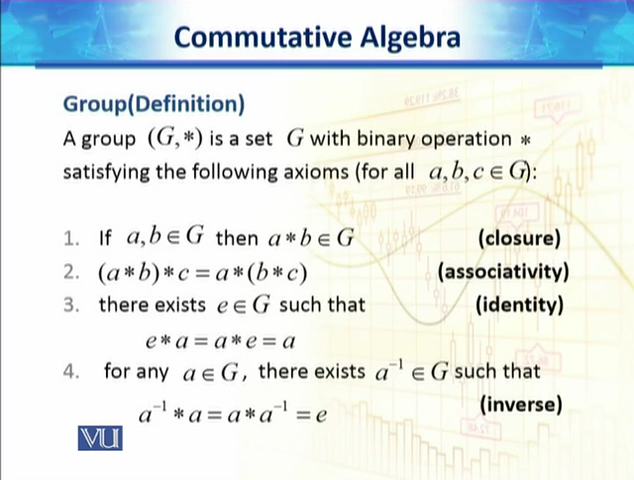 Commutative Algebra
Group(Definition)
A group (G,*) is a set G with binary operation *
satisfying the following axioms (for all a,b,c ∈ G):
1. If a,b ∈ G then a*b ∈ G (closure)
2. (a*b)*c = a*(b*c) (associativity)
3. there exists e ∈ G such that (identity)
e*a = a*e = a
4. for any a ∈ G, there exists a⁻¹ ∈ G such that
a⁻¹*a = a*a⁻¹ = e (inverse)
VU